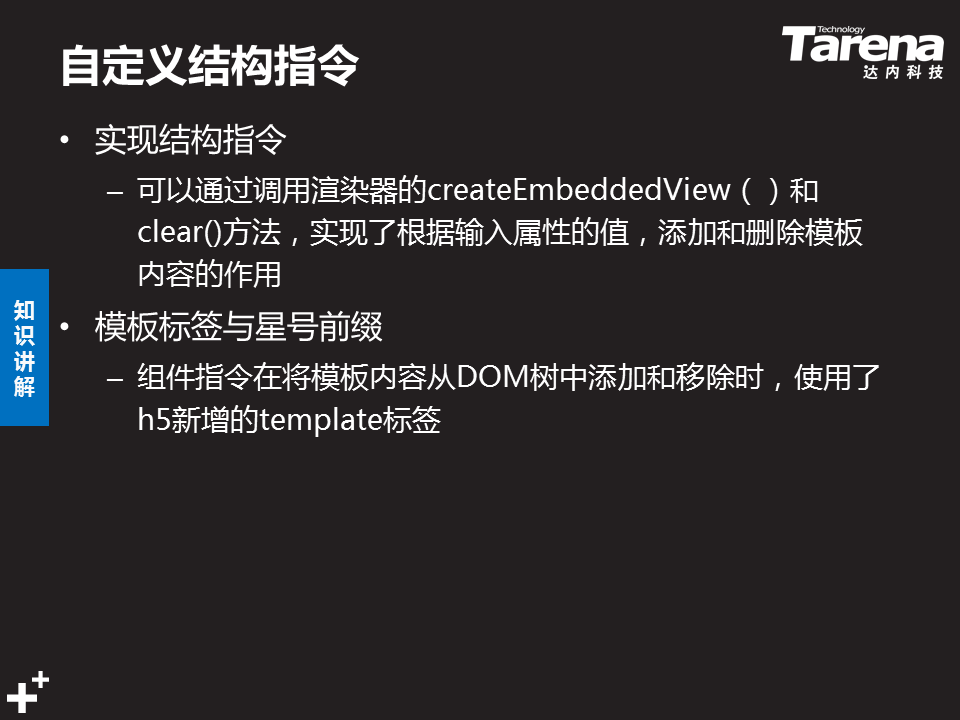 自定义结构指令
Technology
Tarena
达内科技
• 实现结构指令
– 可以通过调用渲染器的createEmbeddedView（）和
clear()方法，实现了根据输入属性的值，添加和删除模板
内容的作用
知识讲解
• 模板标签与星号前缀
– 组件指令在将模板内容从DOM树中添加和移除时，使用了
h5新增的template标签